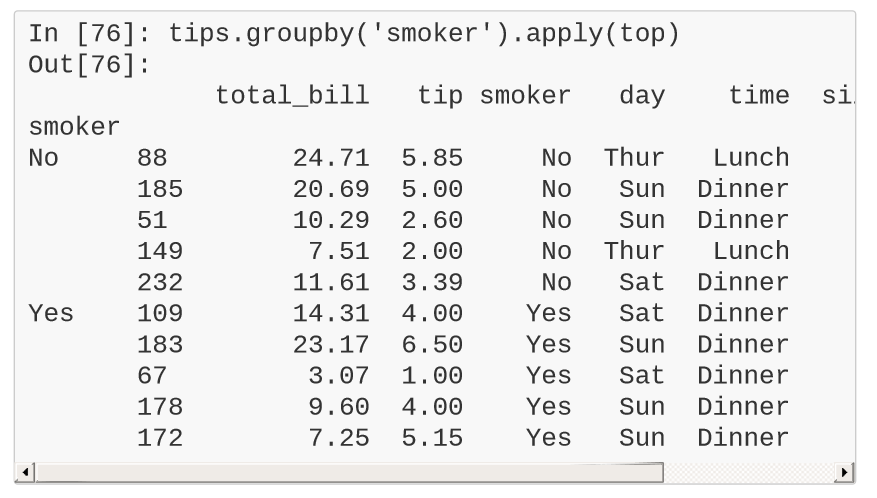 In [76]: tips.groupby('smoker').apply(top)
Out[76]:
            total_bill   tip smoker   day    time
smoker
No     88        24.71  5.85     No  Thur   Lunch
       185       20.69  5.00     No   Sun  Dinner
       51        10.29  2.60     No   Sun  Dinner
       149        7.51  2.00     No  Thur   Lunch
       232       11.61  3.39     No   Sat  Dinner
Yes    109       14.31  4.00    Yes   Sat  Dinner
       183       23.17  6.50    Yes   Sun  Dinner
       67         3.07  1.00    Yes   Sat  Dinner
       178        9.60  4.00    Yes   Sun  Dinner
       172        7.25  5.15    Yes   Sun  Dinner